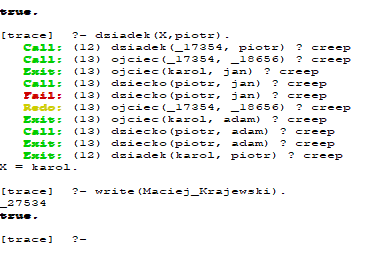 true.
[trace] ?- dziadek(X,piotr).
Call: (12) dziadek(_17354, piotr) ? creep
Call: (13) ojciec(_17354, _18656) ? creep
Exit: (13) ojciec(karol, jan) ? creep
Call: (13) dziecko(piotr, jan) ? creep
Fail: (13) dziecko(piotr, jan) ? creep
Redo: (13) ojciec(_17354, _18656) ? creep
Exit: (13) ojciec(karol, adam) ? creep
Call: (13) dziecko(piotr, adam) ? creep
Exit: (13) dziecko(piotr, adam) ? creep
Exit: (12) dziadek(karol, piotr) ? creep
X = karol.
[trace] ?- write(Maciej_Krajewski).
_27534
true.
[trace] ?-